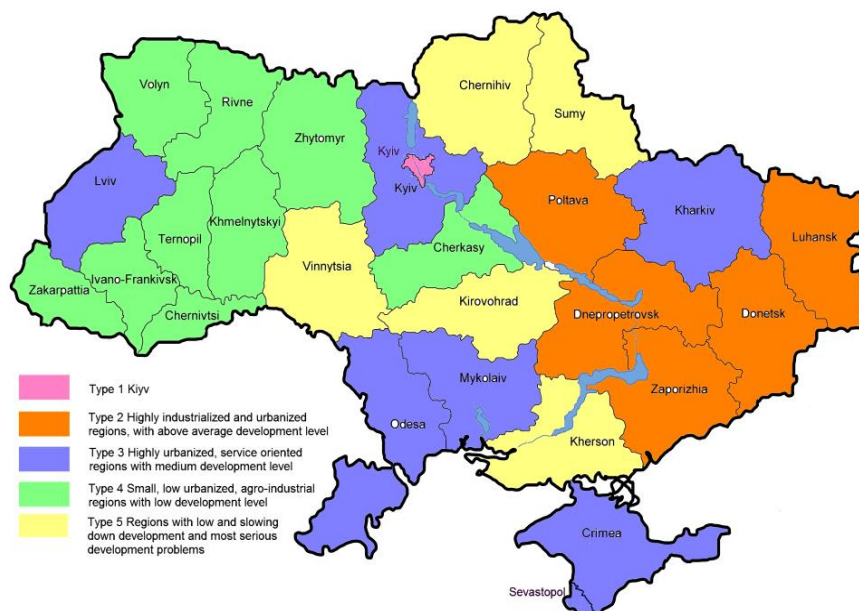 Volyn
Rivne
Zhytomyr
Chernihiv
Sumy
Kyiv
Kyiv
Lviv
Ternopil
Khmelnytskyi
Cherkasy
Poltava
Kharkiv
Luhansk
Zakarpattia
Ivano-Frankivsk
Chernivtsi
Vinnytsia
Kirovohrad
Dnepropetrovsk
Donetsk
Zaporizhia
Mykolaiv
Odesa
Kherson
Crimea
Sevastopol
Type 1 Kiyv
Type 2 Highly industrialized and urbanized
regions, with above average development level
Type 3 Highly urbanized, service oriented
regions with medium development level
Type 4 Small, low urbanized, agro-industrial
regions with low development level
Type 5 Regions with low and slowing
down development and most serious
development problems